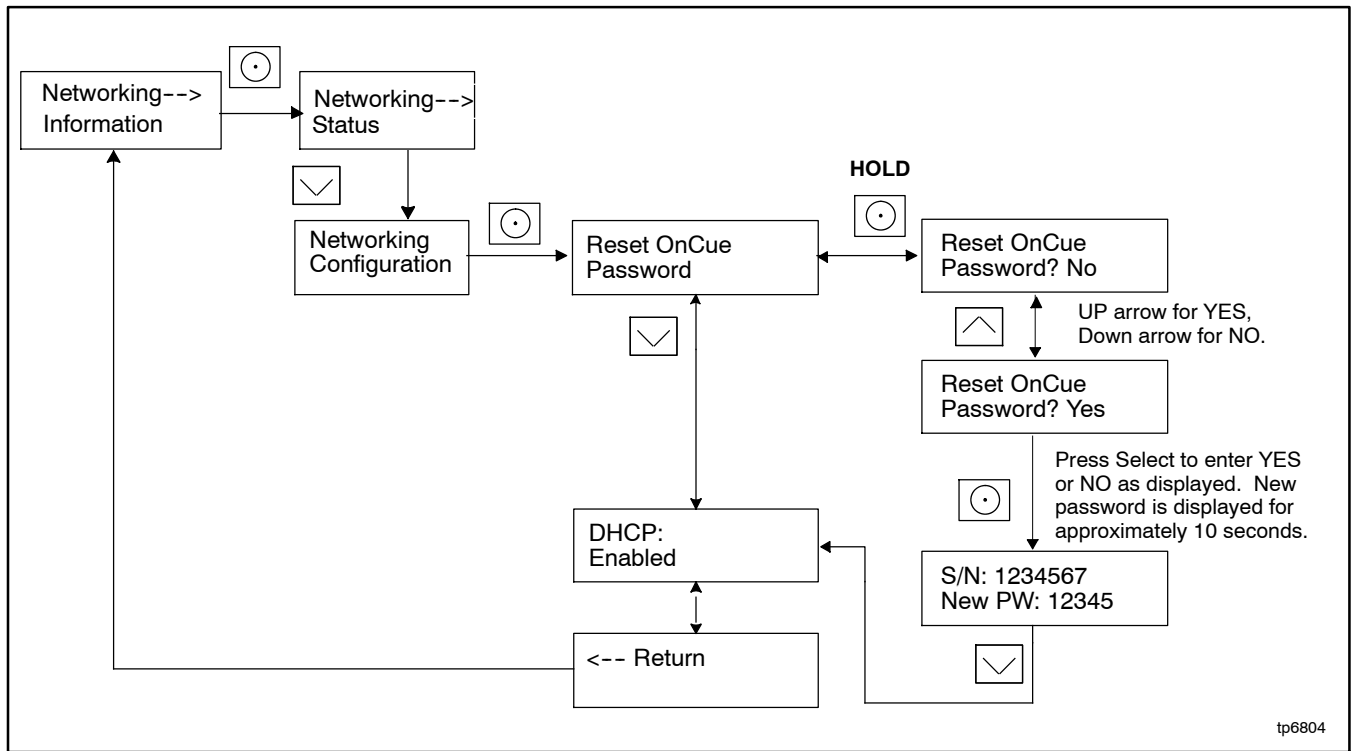 Networking-->
Information
Networking-->
Status
Networking
Configuration
Reset OnCue
Password
HOLD
Reset OnCue
Password? No
UP arrow for YES,
Down arrow for NO.
Reset OnCue
Password? Yes
Press Select to enter YES
or NO as displayed. New
password is displayed for
approximately 10 seconds.
S/N: 1234567
New PW: 12345
DHCP:
Enabled
<-- Return
tp6804